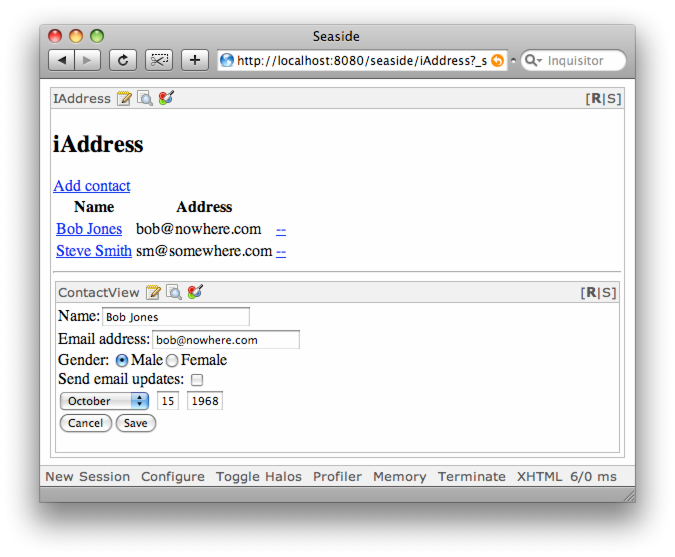 Seaside
http://localhost:8080/seaside/iAddress?_s Inquisitor
IAddress [R|S]
iAddress
Add contact
Name Address
Bob Jones bob@nowhere.com --
Steve Smith sm@somewhere.com --
ContactView [R|S]
Name: Bob Jones
Email address: bob@nowhere.com
Gender: Male Female
Send email updates:
October 15 1968
Cancel Save
New Session Configure Toggle Halos Profiler Memory Terminate XHTML 6/0 ms